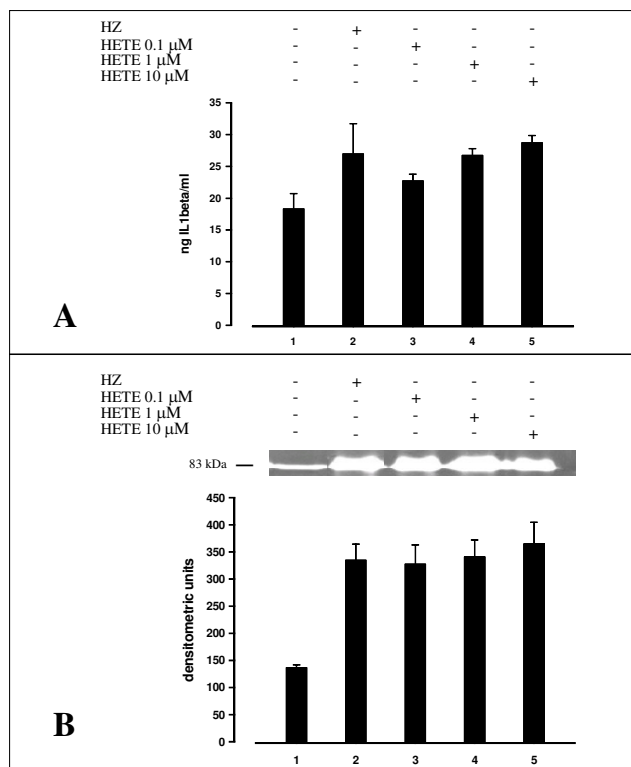 HZ - + - - -
HETE 0.1 µM - - + - -
HETE 1 µM - - - + -
HETE 10 µM - - - - +
35
30
25
20
15
10
5
0
ng IL1beta/ml
1 2 3 4 5
A
HZ - + - - -
HETE 0.1 µM - - + - -
HETE 1 µM - - - + -
HETE 10 µM - - - - +
83 kDa
450
400
350
300
250
200
150
100
50
0
densitometric units
1 2 3 4 5
B